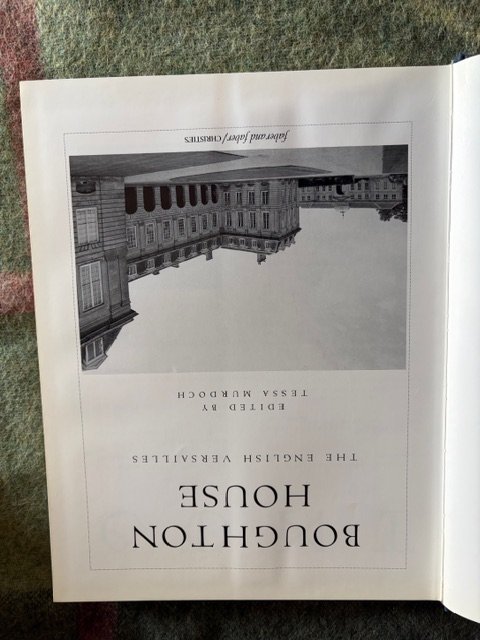 BOUGHTON
HOUSE
THE ENGLISH VERSAILLES
EDITED BY
TESSA MURDOCH
faber and faber/CHRISTIES